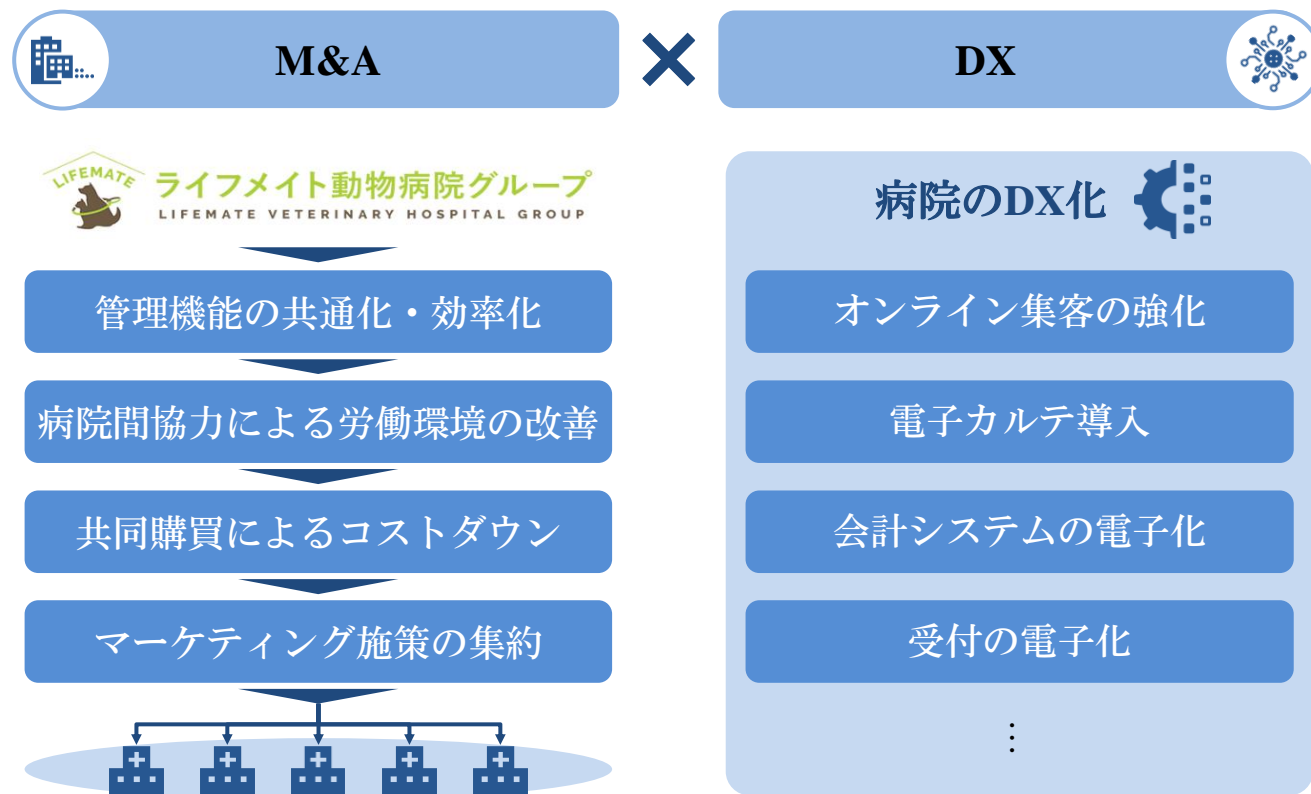 M&A
DX
LIFEMATE
ライフメイト動物病院グループ
LIFEMATE VETERINARY HOSPITAL GROUP
管理機能の共通化・効率化
病院間協力による労働環境の改善
共同購買によるコストダウン
マーケティング施策の集約
病院のDX化
オンライン集客の強化
電子カルテ導入
会計システムの電子化
受付の電子化
⋮